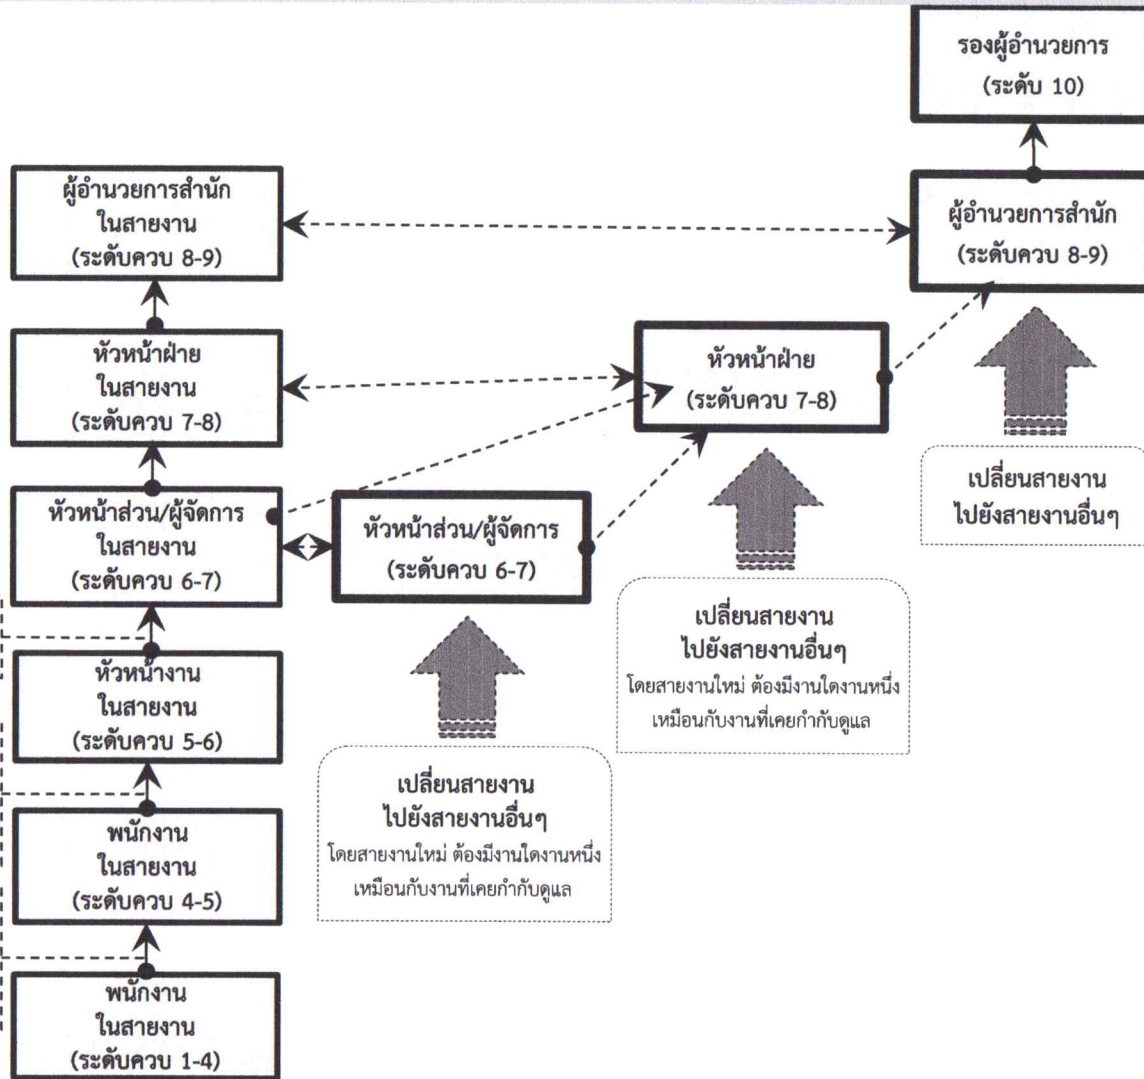 รองผู้อำนวยการ
(ระดับ 10)
ผู้อำนวยการสำนัก
ในสายงาน
(ระดับควบ 8-9)
ผู้อำนวยการสำนัก
(ระดับควบ 8-9)
หัวหน้าฝ่าย
ในสายงาน
(ระดับควบ 7-8)
หัวหน้าฝ่าย
(ระดับควบ 7-8)
เปลี่ยนสายงาน
ไปยังสายงานอื่นๆ
หัวหน้าส่วน/ผู้จัดการ
ในสายงาน
(ระดับควบ 6-7)
หัวหน้าส่วน/ผู้จัดการ
(ระดับควบ 6-7)
เปลี่ยนสายงาน
ไปยังสายงานอื่นๆ
โดยสายงานใหม่ ต้องมีงานใดงานหนึ่ง
เหมือนกับงานที่เคยกำกับดูแล
หัวหน้างาน
ในสายงาน
(ระดับควบ 5-6)
เปลี่ยนสายงาน
ไปยังสายงานอื่นๆ
โดยสายงานใหม่ ต้องมีงานใดงานหนึ่ง
เหมือนกับงานที่เคยกำกับดูแล
พนักงาน
ในสายงาน
(ระดับควบ 4-5)
พนักงาน
ในสายงาน
(ระดับควบ 1-4)